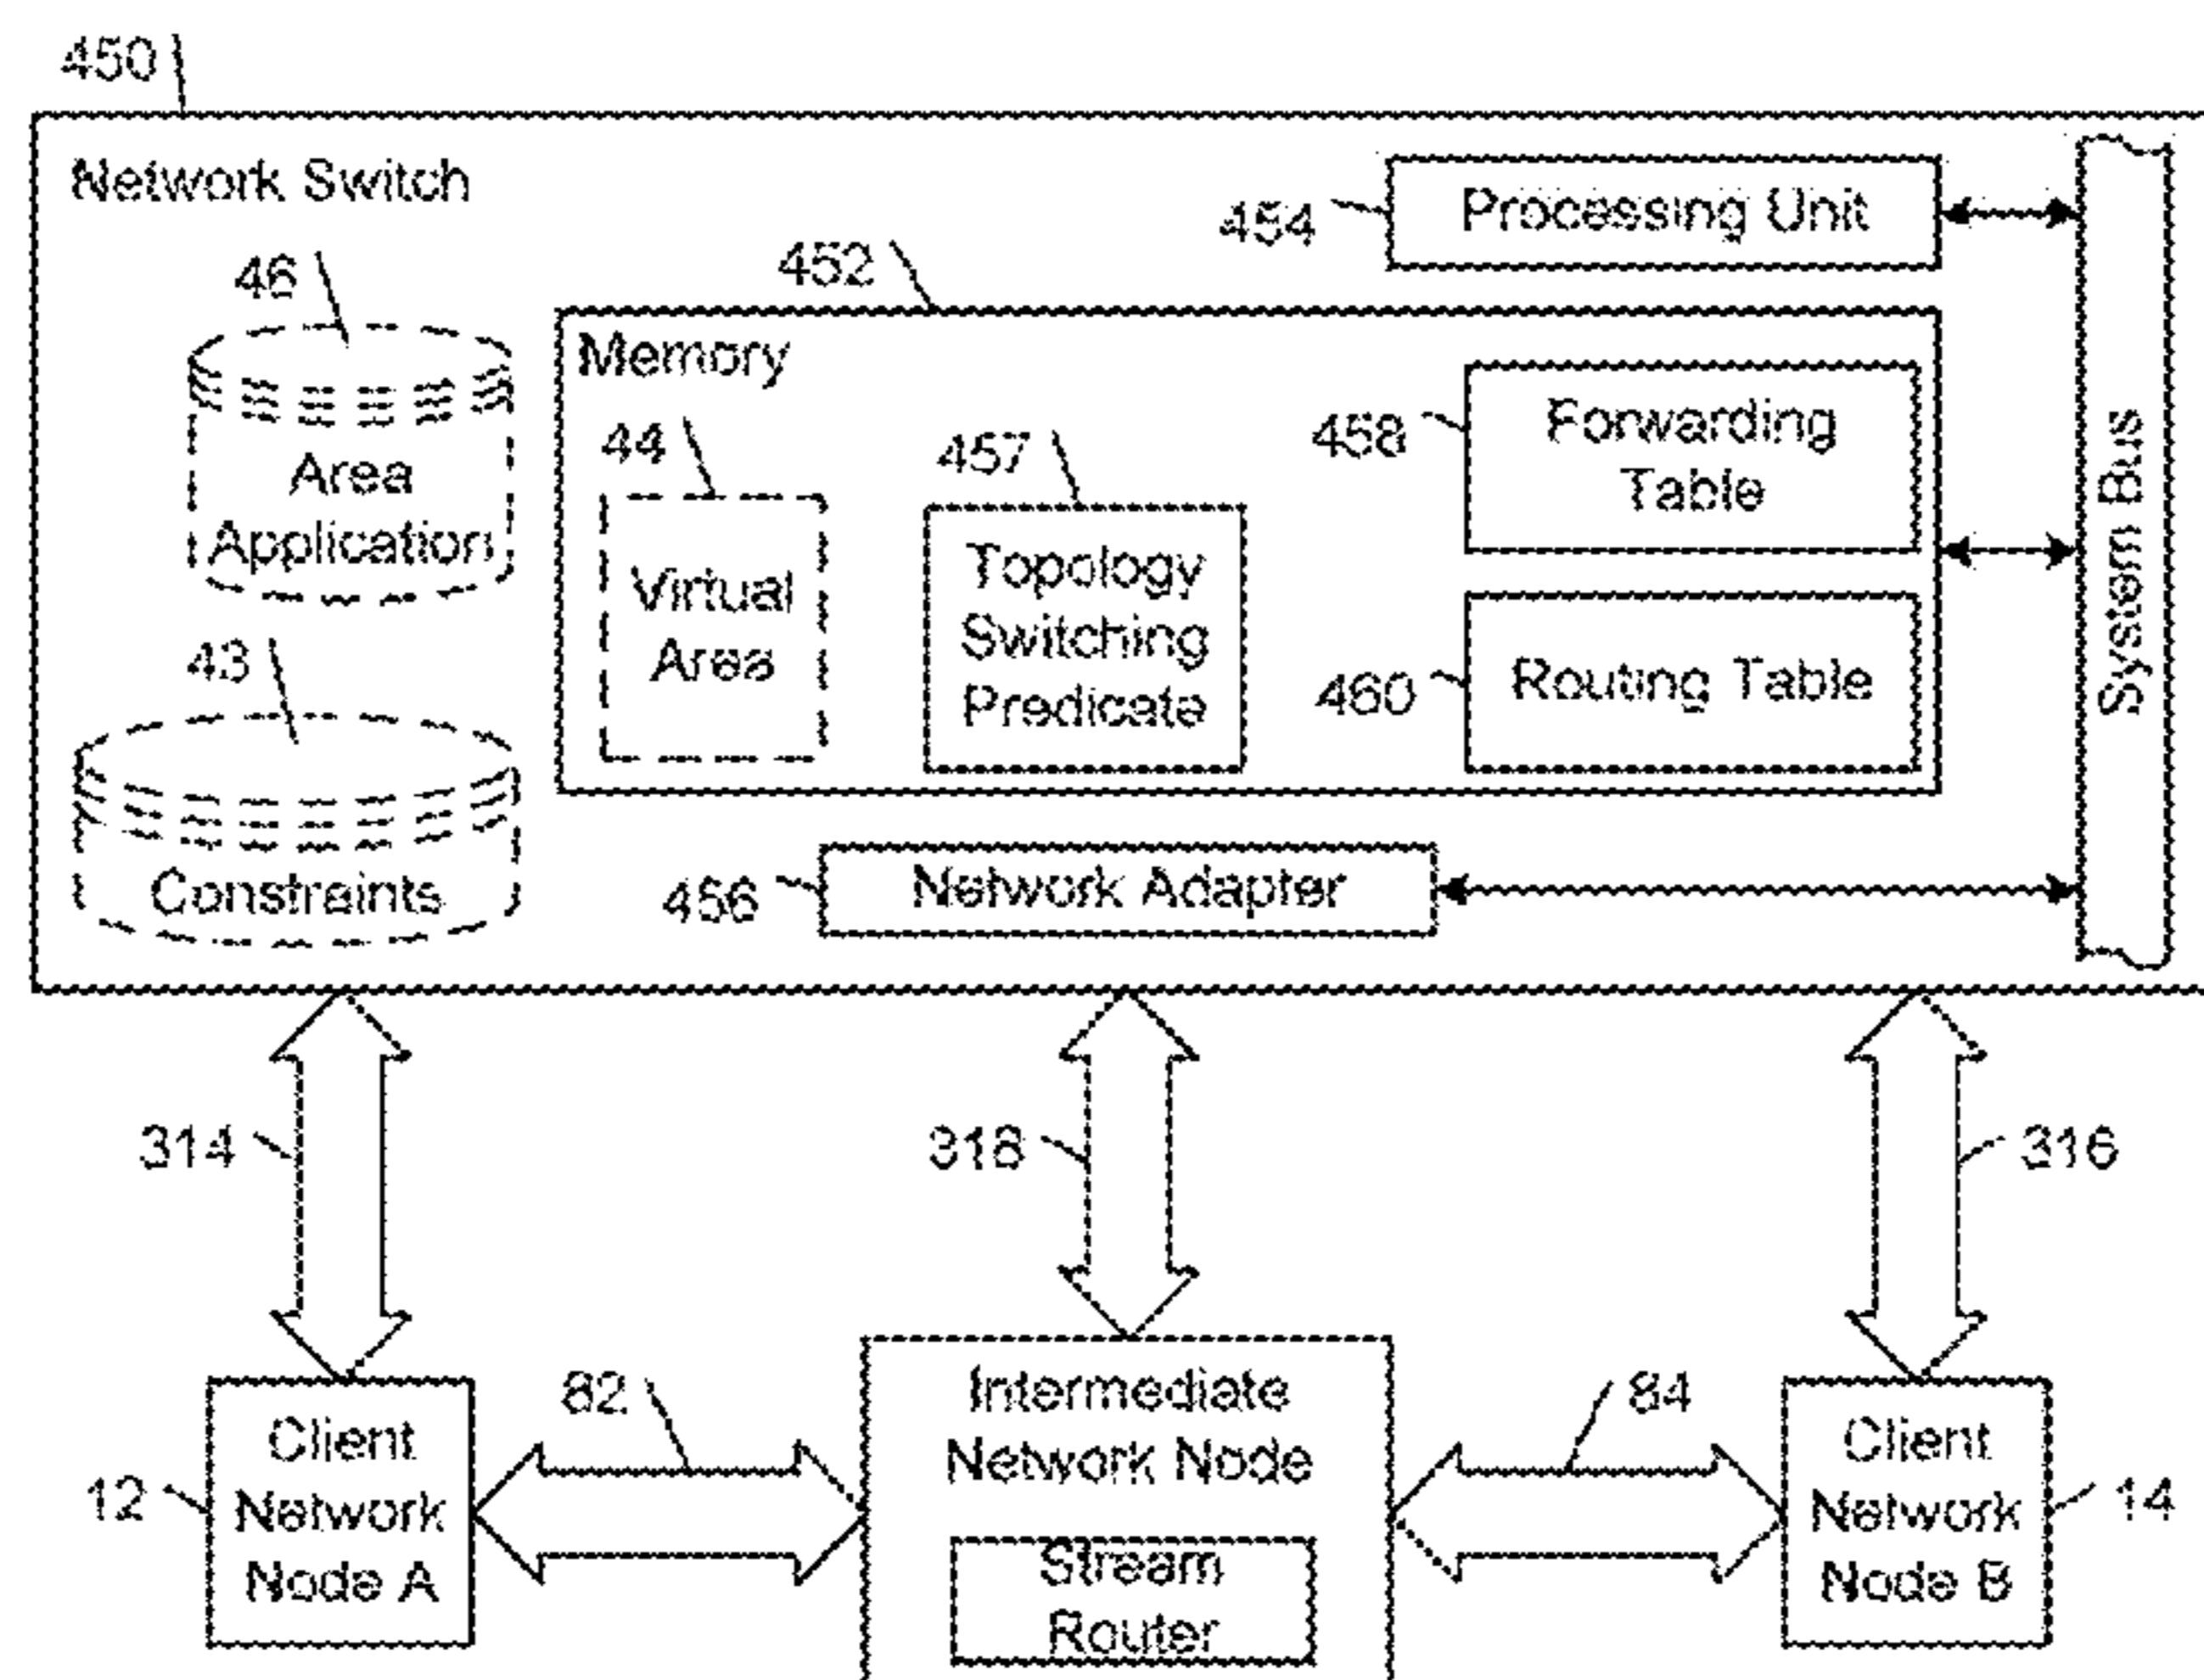 450
Network Switch
454
Processing Unit
46
452
Memory
Area
Application
44
Virtual
Area
457
Topology
Switching
Predicate
458
Forwarding
Table
460
Routing Table
System Bus
43
Constraints
456
Network Adapter
314
318
316
82
84
12
Client
Network
Node A
Intermediate
Network Node
Stream
Router
Client
Network
Node B
14